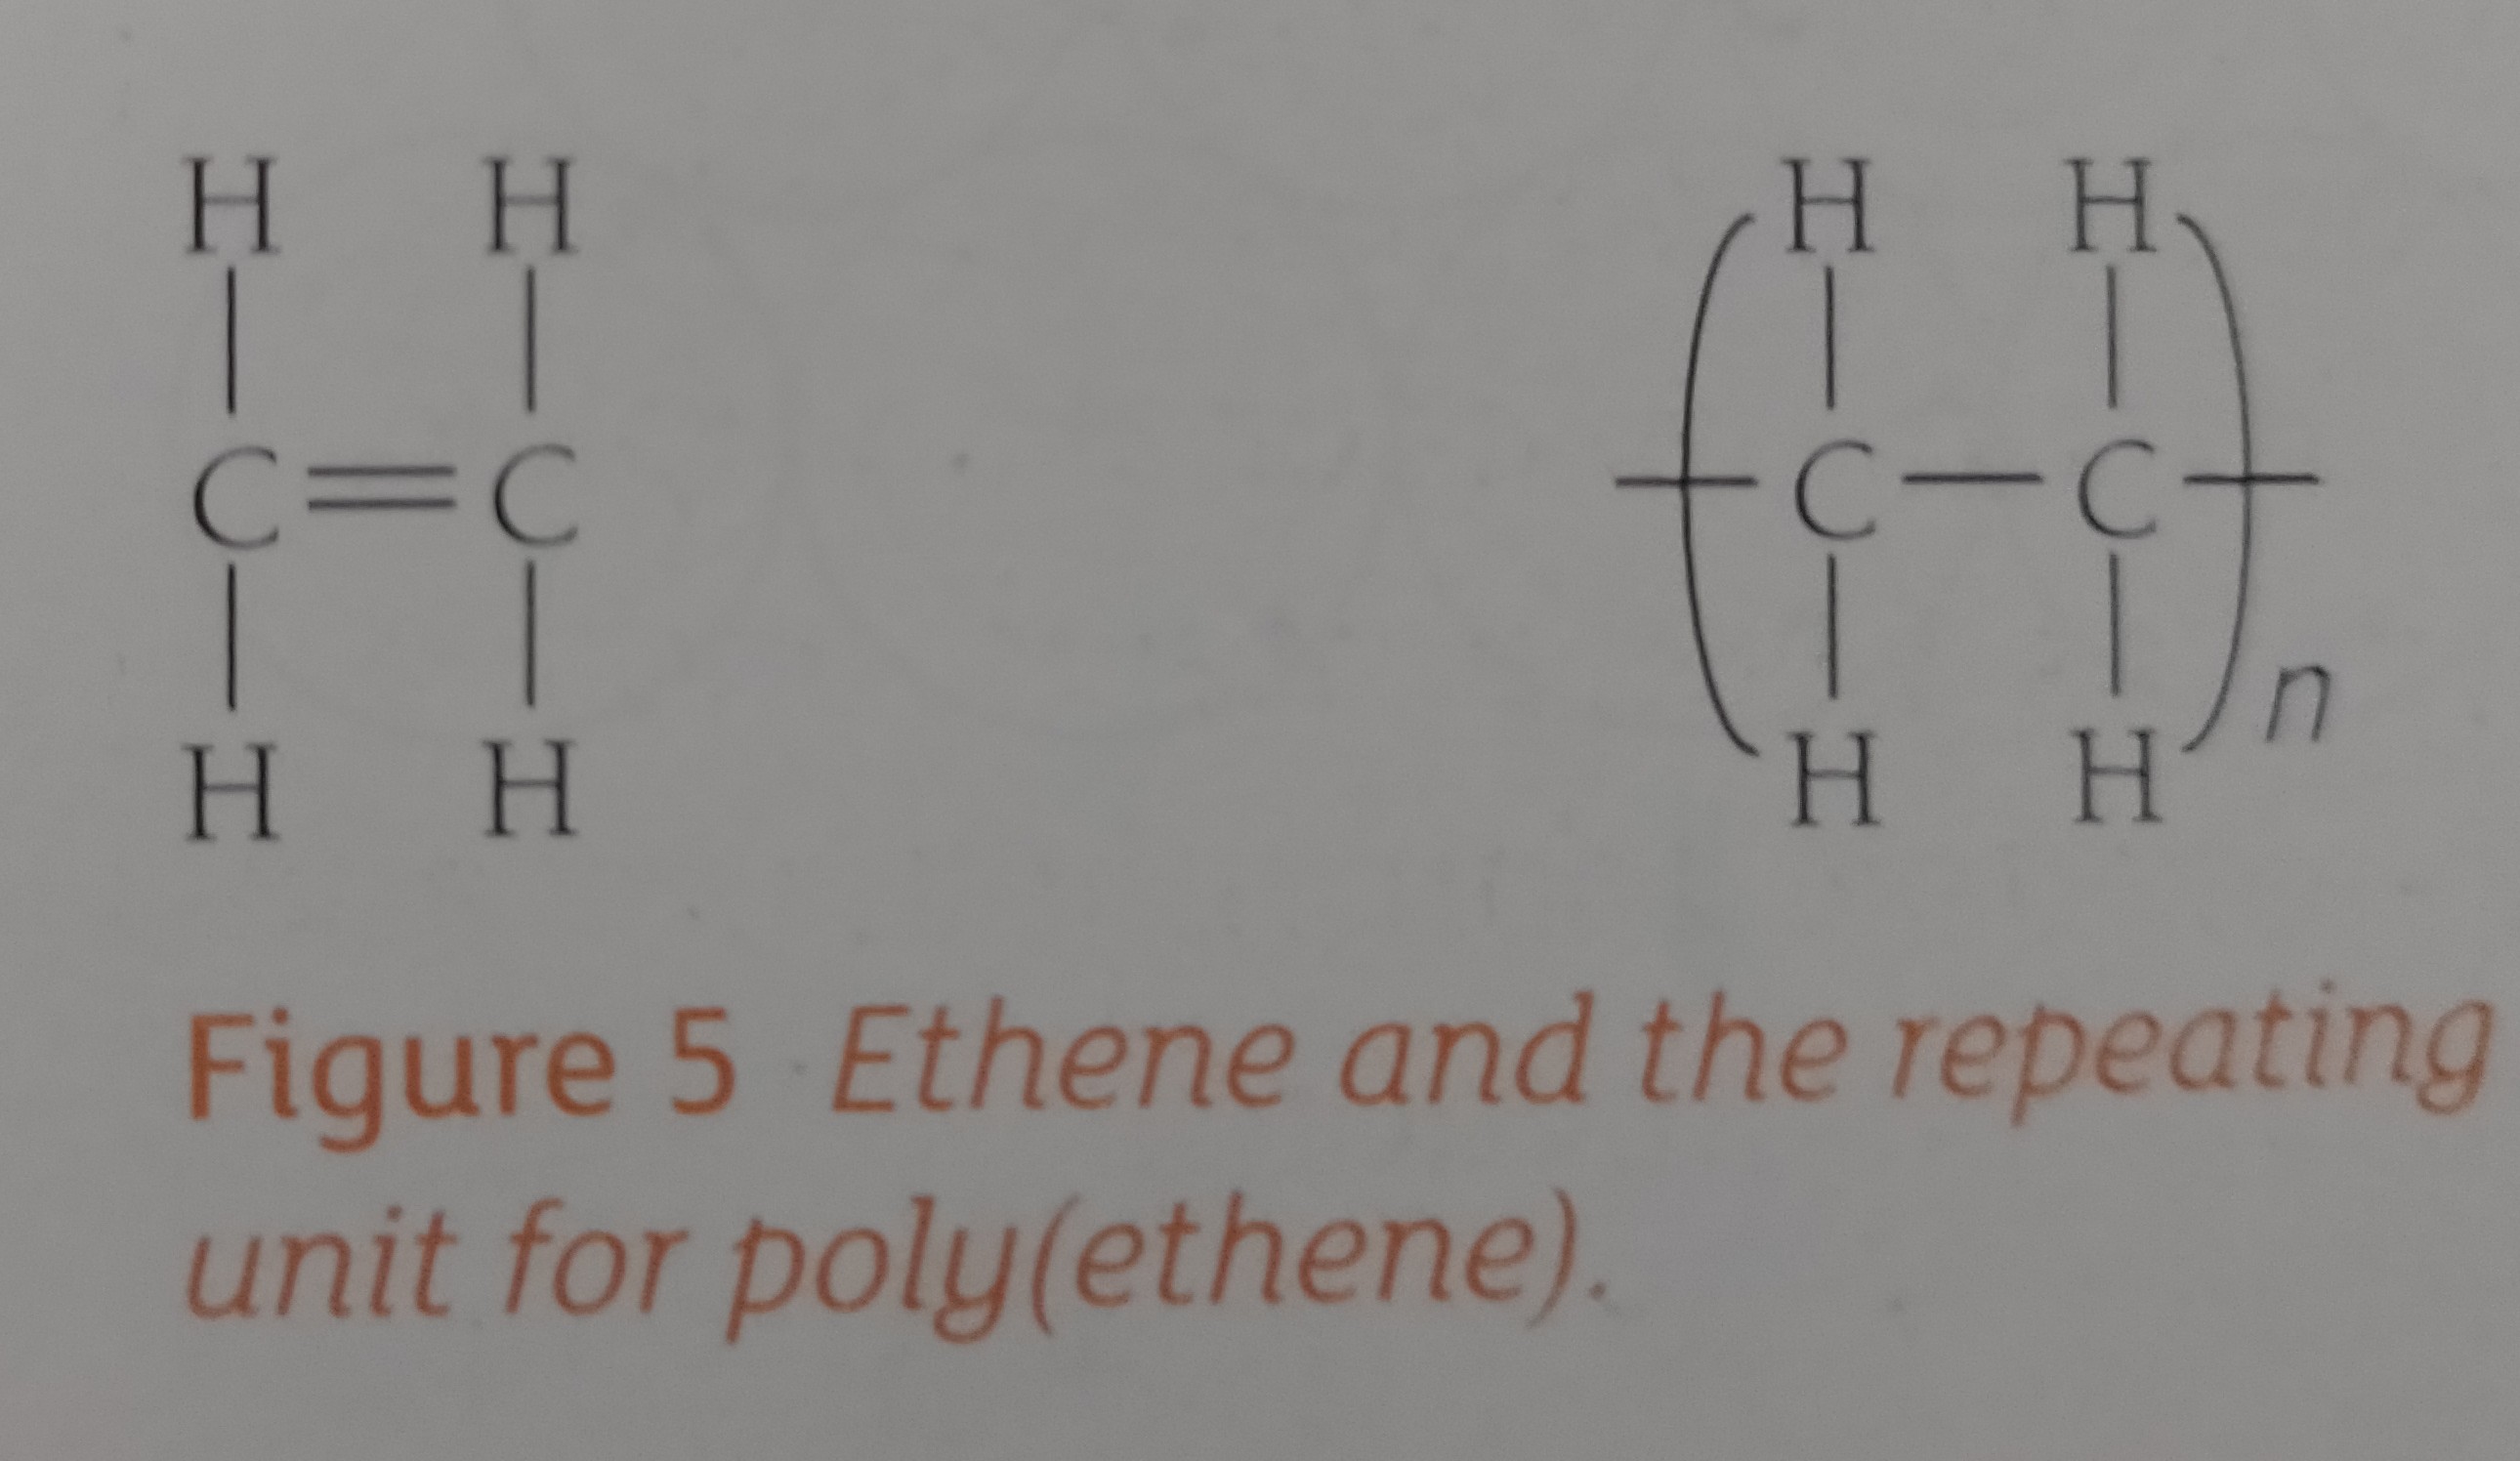 H H H H
C = C C — C
H H H H n
Figure 5 Ethene and the repeating
unit for poly(ethene).